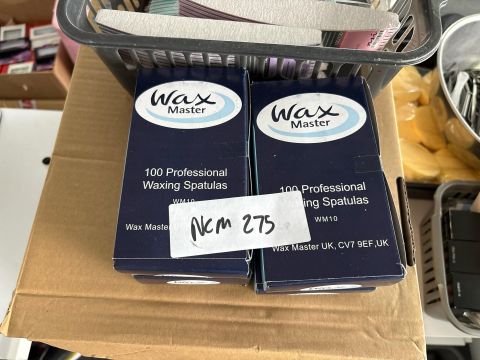 Wax
Master
100 Professional
Waxing Spatulas
WM10
Wax Master
Wax
Master
100 Professional
ing Spatulas
WM10
Wax Master UK, CV7 9EF,UK
NCM 275